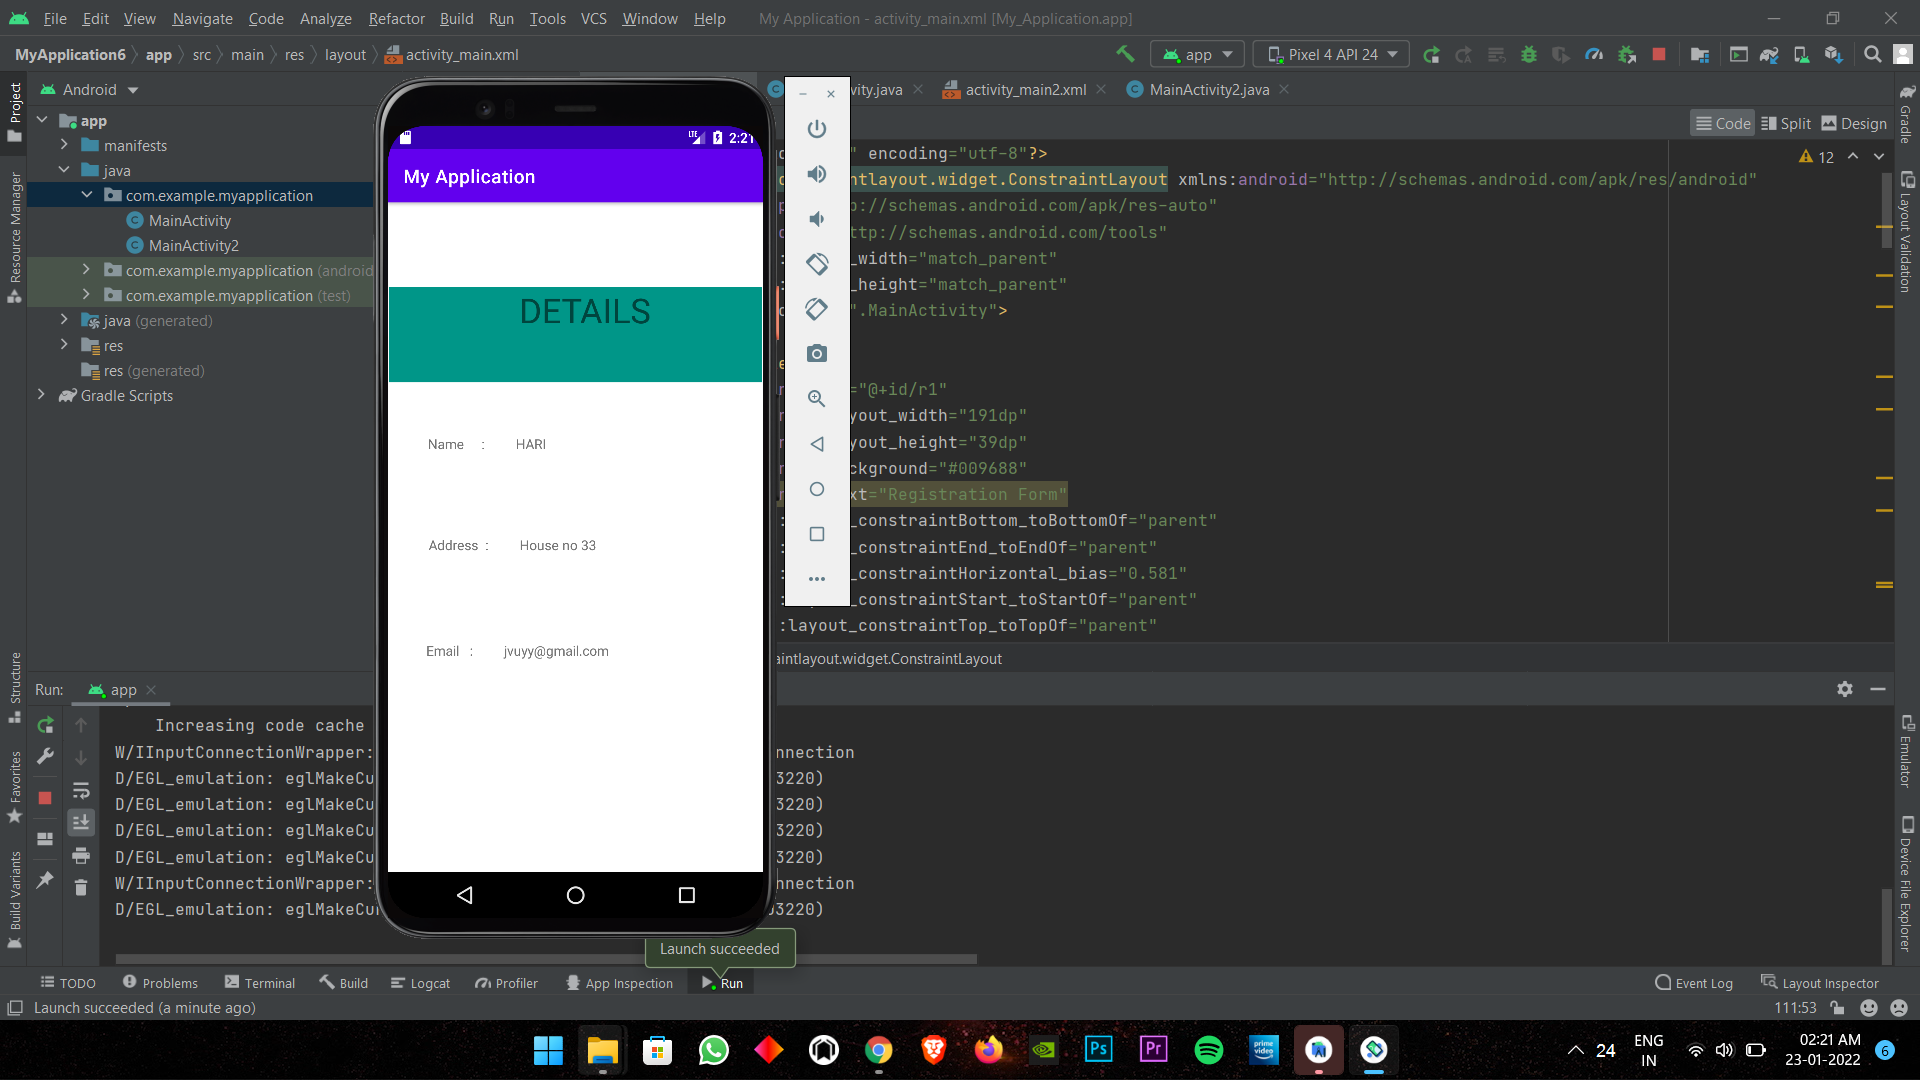 File Edit View Navigate Code Analyze Refactor Build Run Tools VCS Window Help My Application - activity_main.xml [My_Application.app]
MyApplication6 app src main res layout activity_main.xml app Pixel 4 API 24
Android
vity.java activity_main2.xml MainActivity2.java
Code Split Design
Project
Resource Manager
Structure
Favorites
Build Variants
app
manifests
java
com.example.myapplication
MainActivity
MainActivity2
com.example.myapplication (android
com.example.myapplication (test)
java (generated)
res
res (generated)
Gradle Scripts
LTE 2:21
My Application
DETAILS
Name : HARI
Address : House no 33
Email : jvuyy@gmail.com
12
" encoding="utf-8"?>
ntlayout.widget.ConstraintLayout xmlns:android="http://schemas.android.com/apk/res/android"
p://schemas.android.com/apk/res-auto"
ttp://schemas.android.com/tools"
_width="match_parent"
_height="match_parent"
".MainActivity">
="@+id/r1"
yout_width="191dp"
yout_height="39dp"
ckground="#009688"
xt="Registration Form"
_constraintBottom_toBottomOf="parent"
_constraintEnd_toEndOf="parent"
_constraintHorizontal_bias="0.581"
_constraintStart_toStartOf="parent"
:layout_constraintTop_toTopOf="parent"
aintlayout.widget.ConstraintLayout
Gradle
Layout Validation
Emulator
Device File Explorer
Run: app
Increasing code cache
W/IInputConnectionWrapper: nnection
D/EGL_emulation: eglMakeCu 3220)
D/EGL_emulation: eglMakeCu 3220)
D/EGL_emulation: eglMakeCu 3220)
D/EGL_emulation: eglMakeCu 3220)
W/IInputConnectionWrapper: nnection
D/EGL_emulation: eglMakeCu 3220)
Launch succeeded
TODO Problems Terminal Build Logcat Profiler App Inspection Run Event Log Layout Inspector
Launch succeeded (a minute ago) 111:53
Ps Pr prime video
24 ENG IN 02:21 AM 23-01-2022 6